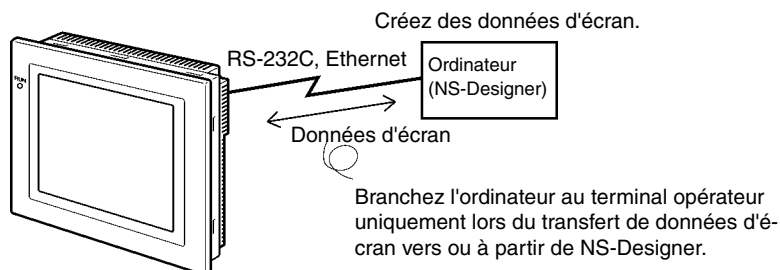 Créez des données d'écran.
RS-232C, Ethernet
Ordinateur
(NS-Designer)
RUN
Données d'écran
Branchez l'ordinateur au terminal opérateur
uniquement lors du transfert de données d'é-
cran vers ou à partir de NS-Designer.